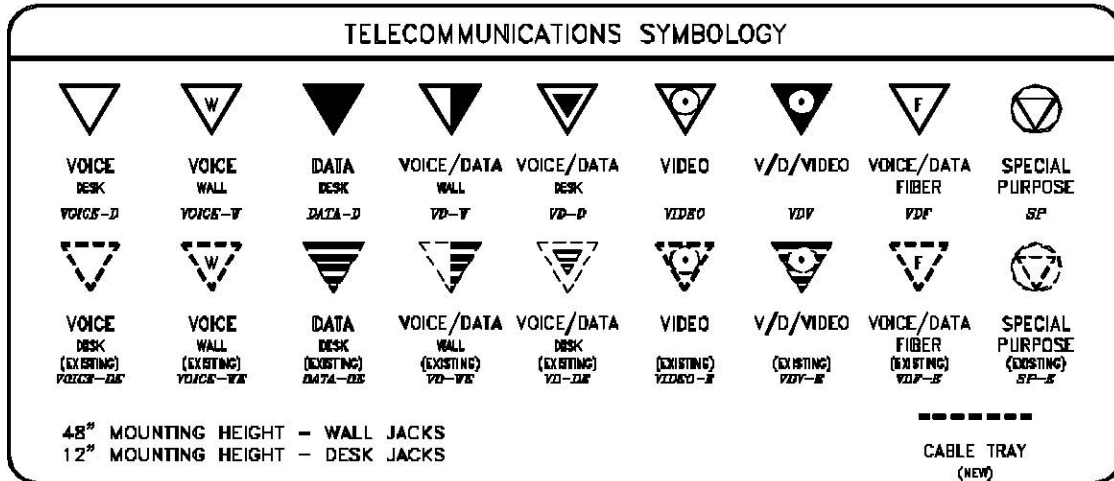 TELECOMMUNICATIONS SYMBOLOGY
W F
VOICE VOICE DATA VOICE/DATA VOICE/DATA VIDEO V/D/VIDEO VOICE/DATA SPECIAL
DESK WALL DESK WALL DESK FIBER PURPOSE
VOICE-D VOICE-W DATA-D VD-W VD-D VIDEO VDV VDF SP
W F
VOICE VOICE DATA VOICE/DATA VOICE/DATA VIDEO V/D/VIDEO VOICE/DATA SPECIAL
DESK WALL DESK WALL DESK FIBER PURPOSE
(EXISTING) (EXISTING) (EXISTING) (EXISTING) (EXISTING) (EXISTING) (EXISTING) (EXISTING) (EXISTING)
VOICE-DE VOICE-WE DATA-DE VD-WE VD-DE VIDEO-E VDV-E VDF-E SP-E
48" MOUNTING HEIGHT - WALL JACKS
12" MOUNTING HEIGHT - DESK JACKS
CABLE TRAY
(NEW)